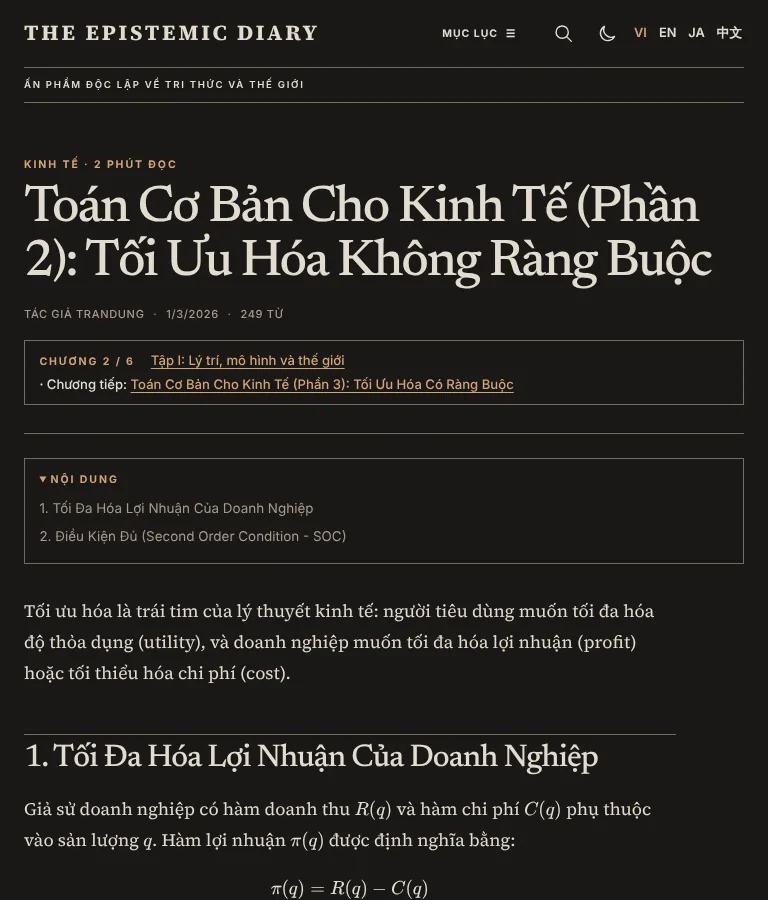 THE EPISTEMIC DIARY
MỤC LỤC ☰
VI EN JA 中文
ẤN PHẨM ĐỘC LẬP VỀ TRI THỨC VÀ THẾ GIỚI
KINH TẾ · 2 PHÚT ĐỌC
Toán Cơ Bản Cho Kinh Tế (Phần
2): Tối Ưu Hóa Không Ràng Buộc
TÁC GIẢ TRANDUNG · 1/3/2026 · 249 TỪ
CHƯƠNG 2 / 6 Tập I: Lý trí, mô hình và thế giới
· Chương tiếp: Toán Cơ Bản Cho Kinh Tế (Phần 3): Tối Ưu Hóa Có Ràng Buộc
▼ NỘI DUNG
1. Tối Đa Hóa Lợi Nhuận Của Doanh Nghiệp
2. Điều Kiện Đủ (Second Order Condition - SOC)
Tối ưu hóa là trái tim của lý thuyết kinh tế: người tiêu dùng muốn tối đa hóa
độ thỏa dụng (utility), và doanh nghiệp muốn tối đa hóa lợi nhuận (profit)
hoặc tối thiểu hóa chi phí (cost).
1. Tối Đa Hóa Lợi Nhuận Của Doanh Nghiệp
Giả sử doanh nghiệp có hàm doanh thu R(q) và hàm chi phí C(q) phụ thuộc
vào sản lượng q. Hàm lợi nhuận π(q) được định nghĩa bằng:
π(q) = R(q) − C(q)